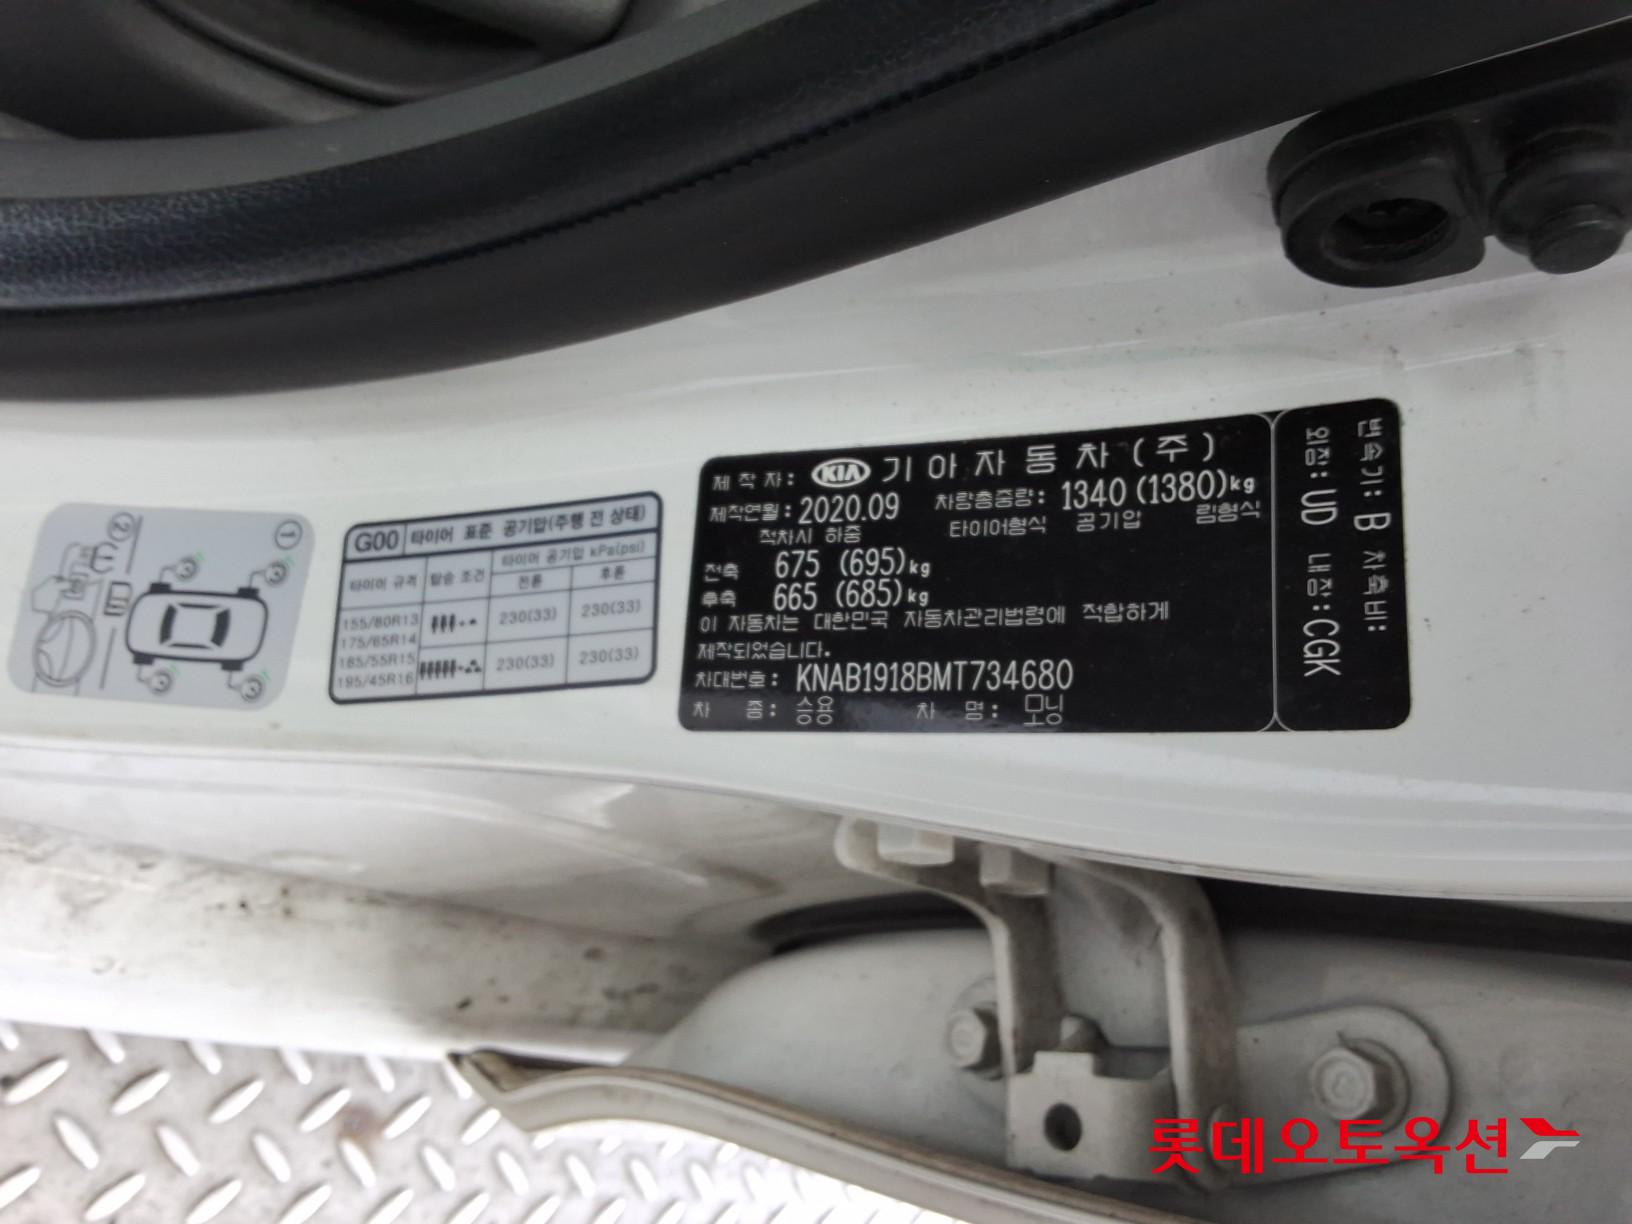 ②
①
G00 타이어 표준 공기압(주행 전 상태)
타이어 규격 탑승 조건 타이어 공기압 kPa(psi)
전륜 후륜
155/80R13
175/65R14
185/55R15
195/45R16
230(33) 230(33)
230(33) 230(33)
제작자: KIA 기아자동차(주)
제작연월: 2020.09 차량총중량: 1340 (1380)kg
적차시 하중 타이어형식 공기압 림형식
전축 675 (695)kg
후축 665 (685)kg
이 자동차는 대한민국 자동차관리법령에 적합하게
제작되었습니다.
차대번호: KNAB1918BMT734680
차 종: 승용 차 명: 모닝
변속기: B 차축비:
외장: UD 내장: CGK
롯데오토옥션